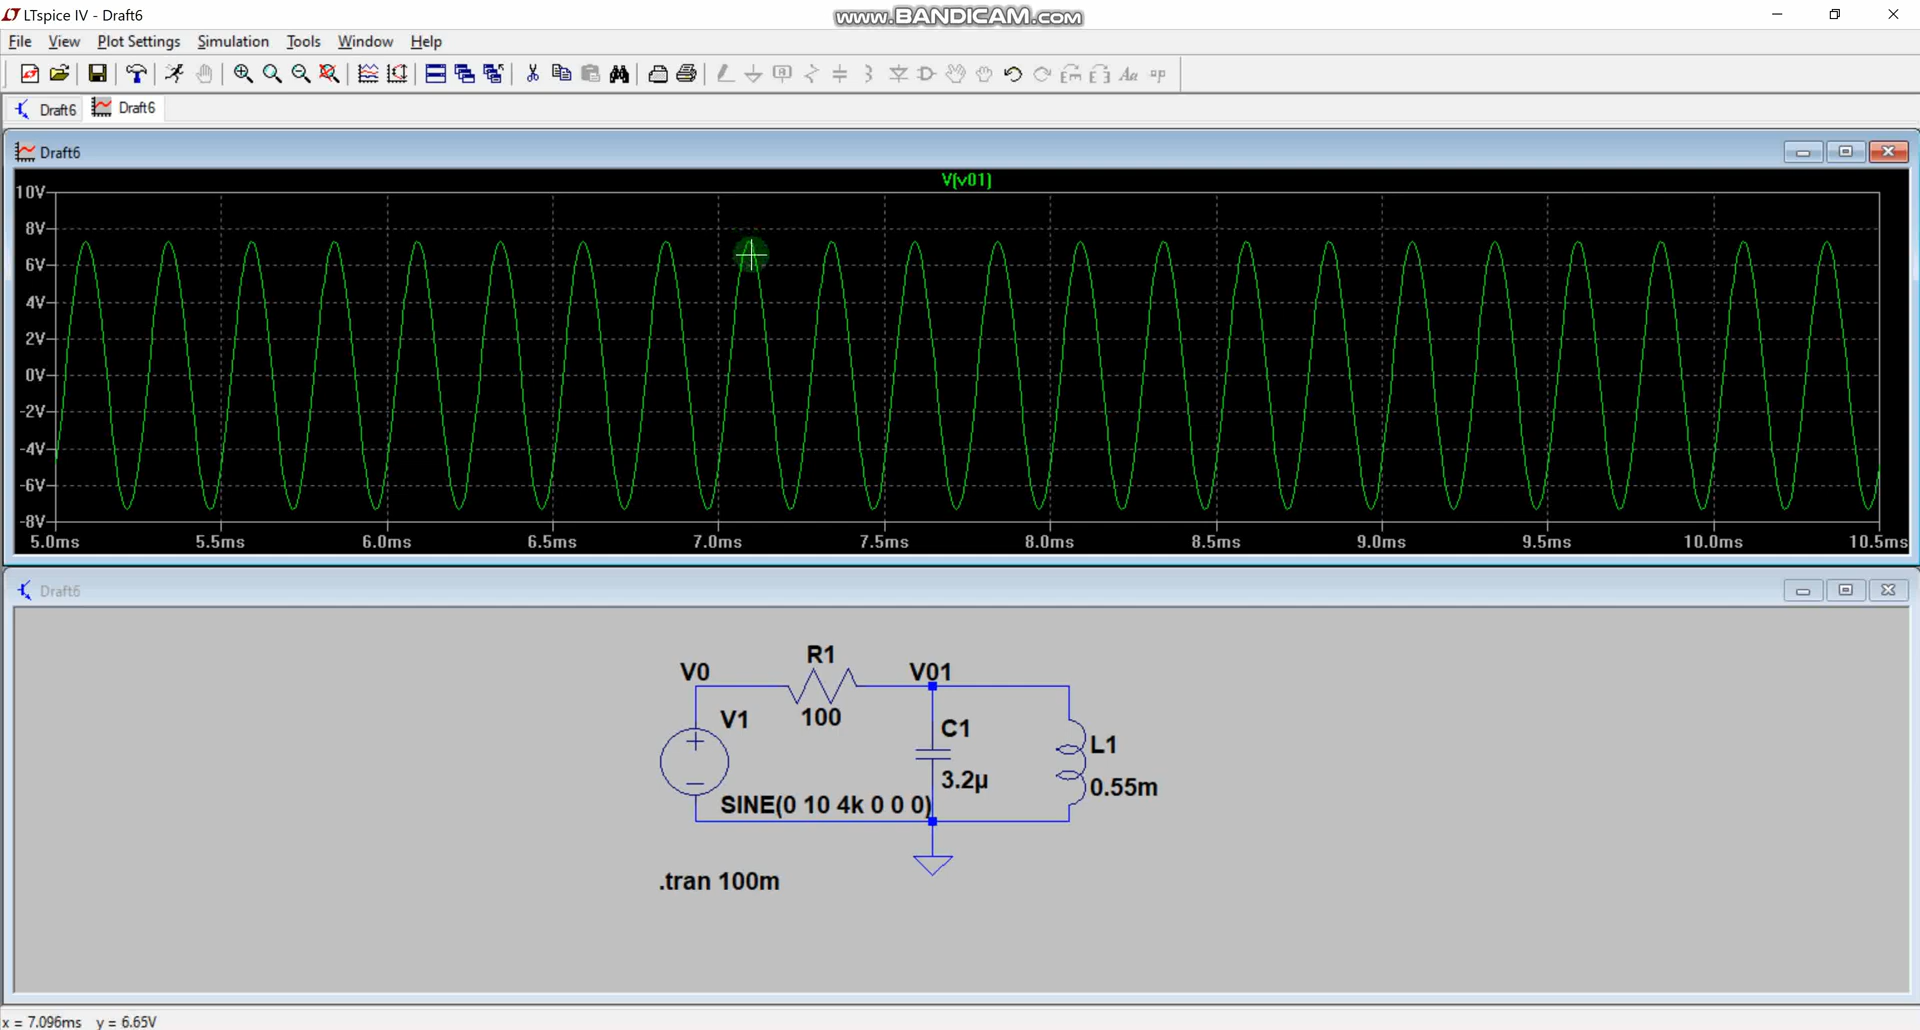 LTspice IV - Draft6
www.BANDICAM.com
File View Plot Settings Simulation Tools Window Help
Draft6 Draft6
Draft6
V(v01)
10V
8V
6V
4V
2V
0V
-2V
-4V
-6V
-8V
5.0ms 5.5ms 6.0ms 6.5ms 7.0ms 7.5ms 8.0ms 8.5ms 9.0ms 9.5ms 10.0ms 10.5ms
Draft6
R1
V0 V01
100
V1
C1
L1
3.2µ
0.55m
SINE(0 10 4k 0 0 0)
.tran 100m
x = 7.096ms y = 6.65V